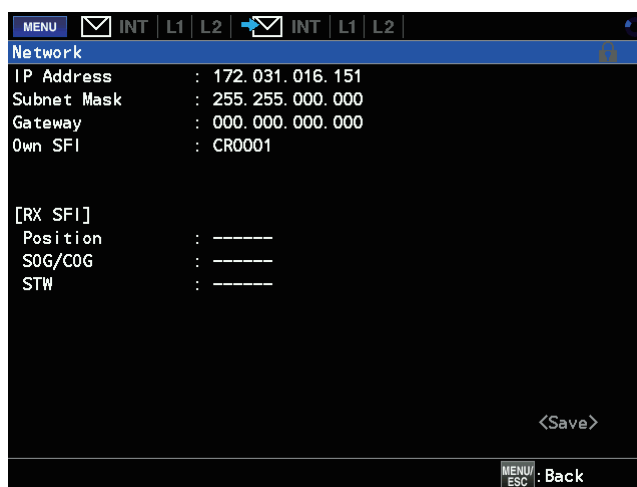 MENU INT L1 L2 INT L1 L2
Network
IP Address : 172.031.016.151
Subnet Mask : 255.255.000.000
Gateway : 000.000.000.000
Own SFI : CR0001
[RX SFI]
Position : ------
SOG/COG : ------
STW : ------
<Save>
MENU/ESC : Back